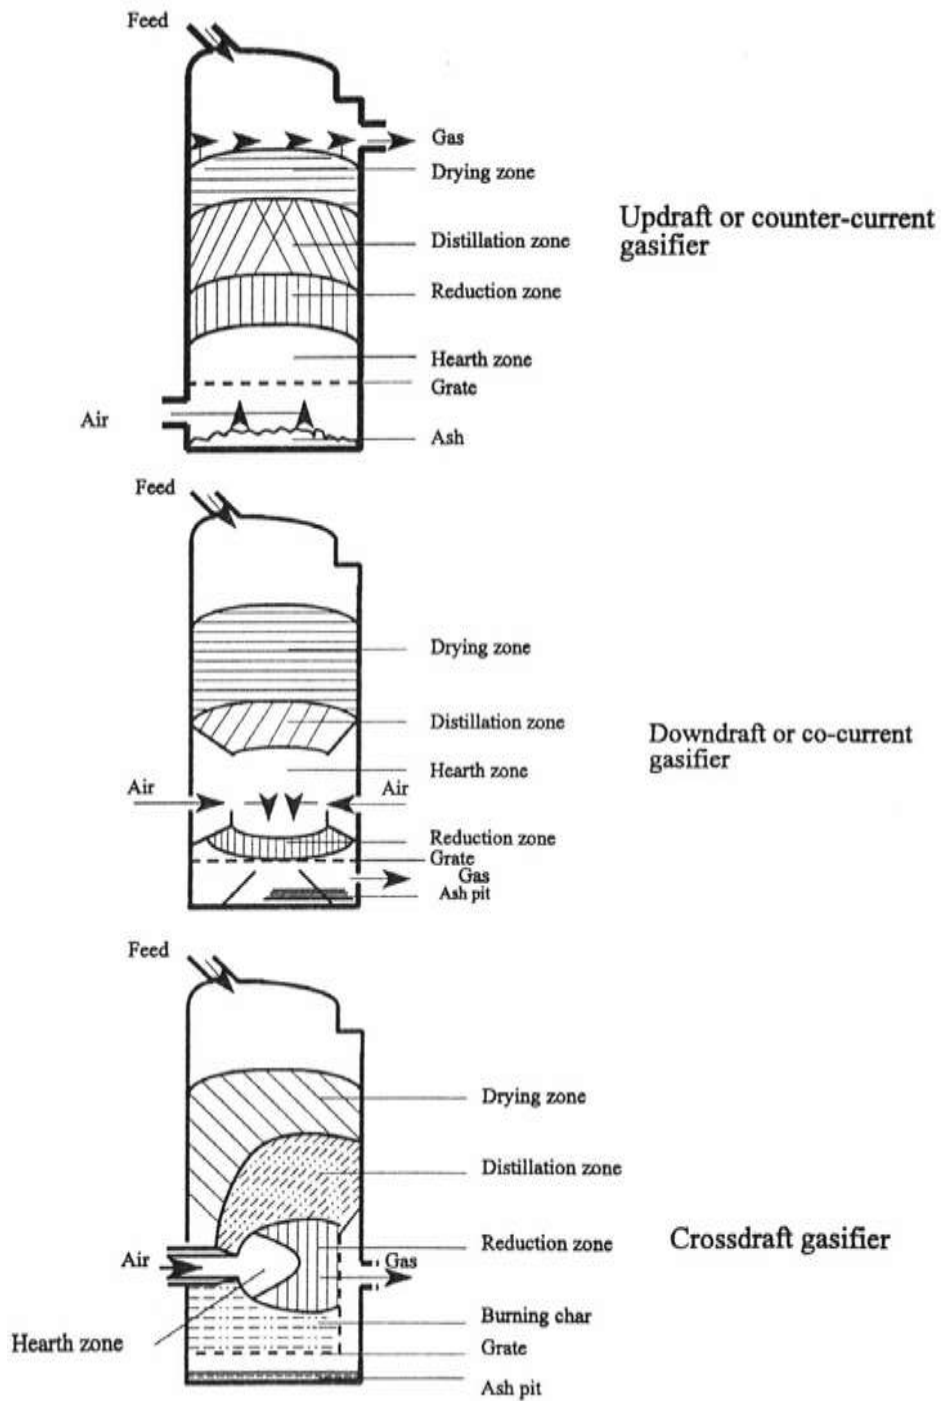 Feed
Gas
Drying zone
Updraft or counter-current
gasifier
Distillation zone
Reduction zone
Hearth zone
Grate
Air
Ash
Feed
Drying zone
Distillation zone
Downdraft or co-current
gasifier
Hearth zone
Air
Air
Reduction zone
Grate
Gas
Ash pit
Feed
Drying zone
Distillation zone
Reduction zone
Crossdraft gasifier
Air
Gas
Burning char
Hearth zone
Grate
Ash pit